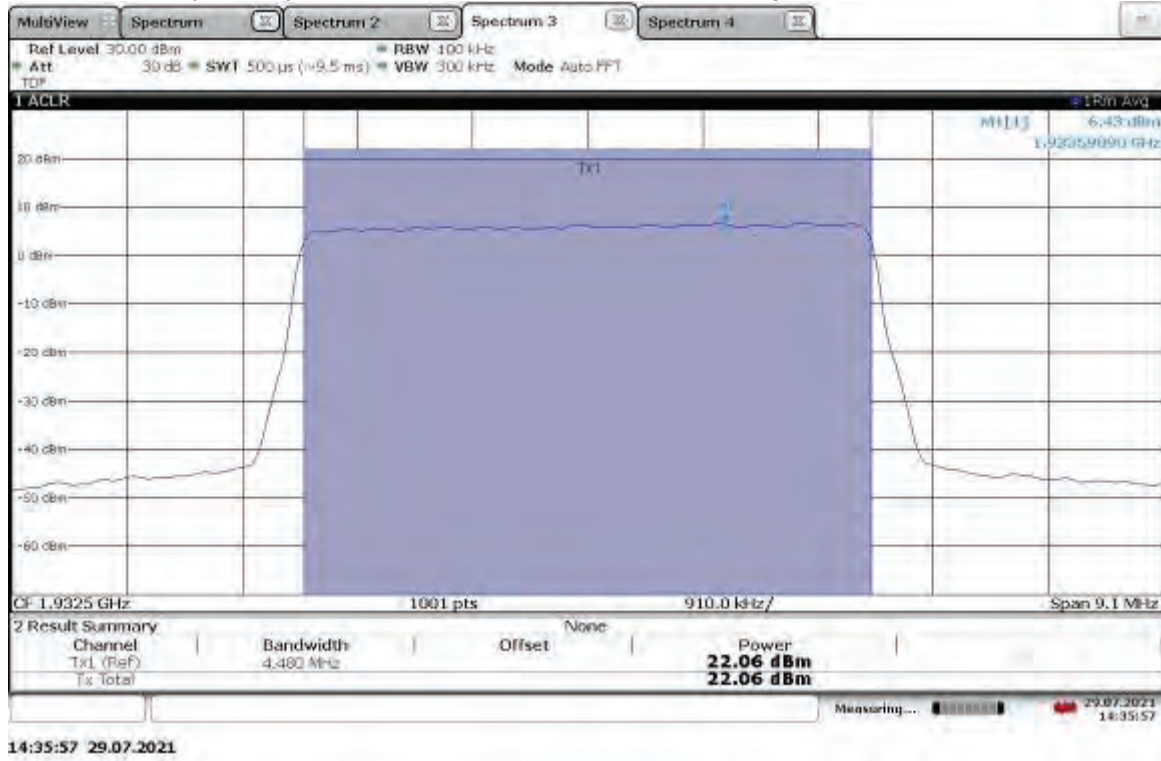 MultiView Spectrum Spectrum 2 Spectrum 3 Spectrum 4
Ref Level 30.00 dBm RBW 100 kHz
Att 30 dB SWT 500 µs (~9.5 ms) VBW 300 kHz Mode Auto FFT
TDF
1 ACLR 1Rm Avg
M1[1] 6.43 dBm
1.93359090 GHz
Tx1
20 dBm
10 dBm
0 dBm
-10 dBm
-20 dBm
-30 dBm
-40 dBm
-50 dBm
-60 dBm
CF 1.9325 GHz 1001 pts 910.0 kHz/ Span 9.1 MHz
2 Result Summary None
Channel Bandwidth Offset Power
Tx1 (Ref) 4.480 MHz 22.06 dBm
Tx Total 22.06 dBm
Measuring... 29.07.2021
14:35:57
14:35:57 29.07.2021